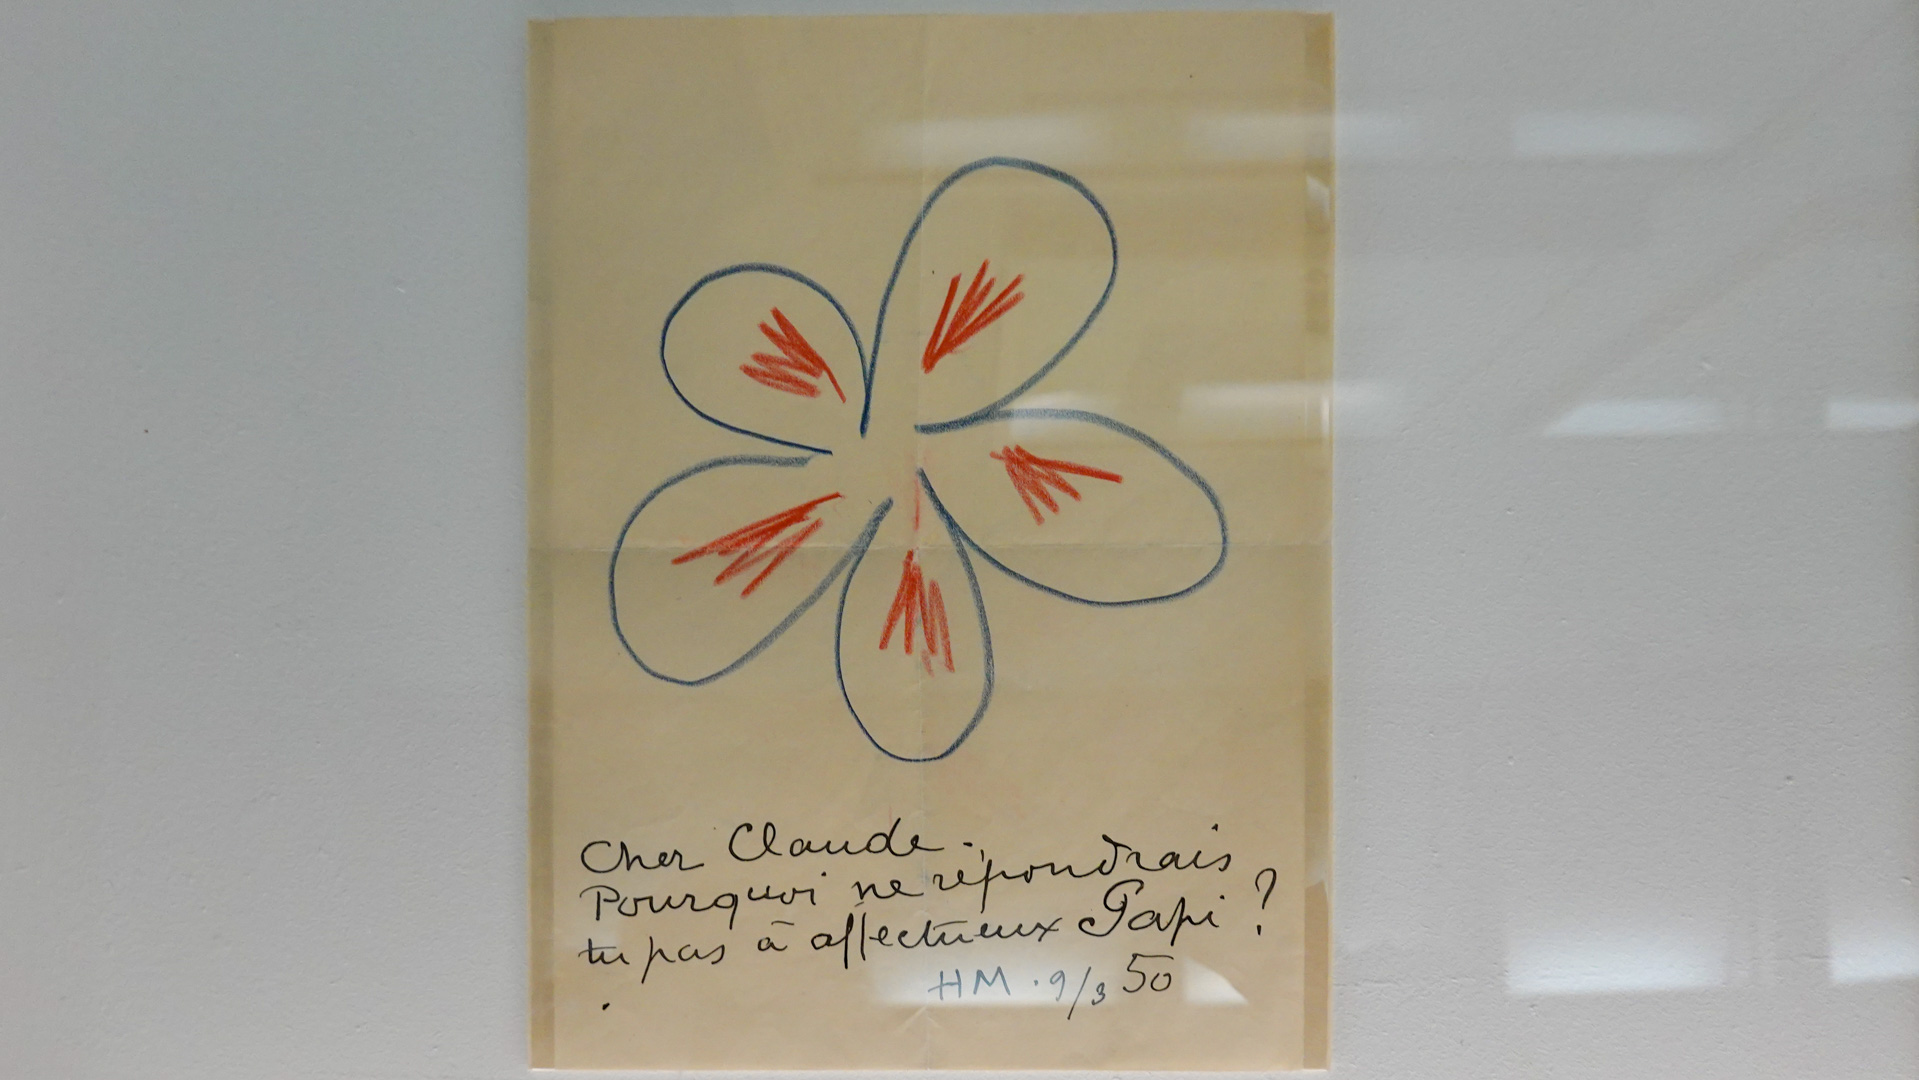 Cher Claude.
Pourquoi ne répondrais
tu pas à affectueux Papi ?
HM. 9/3 50